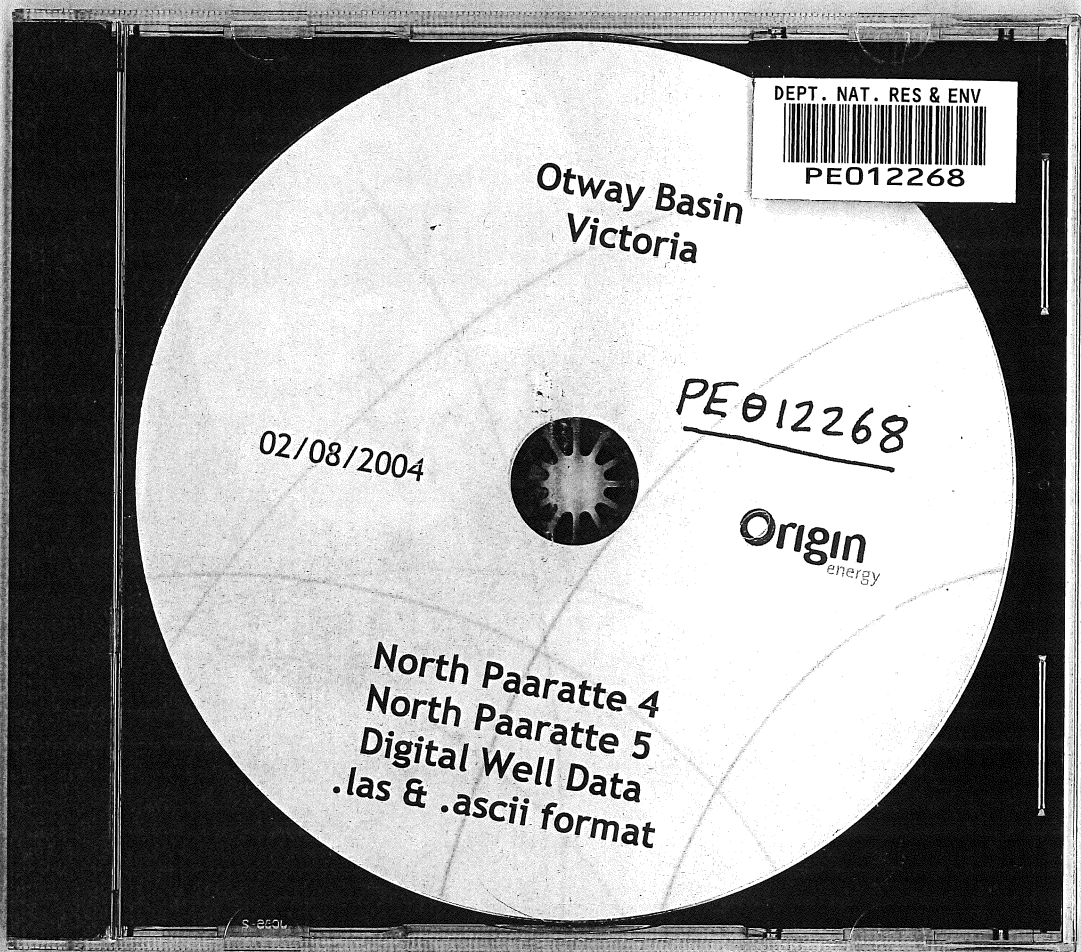 DEPT. NAT. RES & ENV
PE012268
Otway Basin
Victoria
PE012268
02/08/2004
Origin
energy
North Paaratte 4
North Paaratte 5
Digital Well Data
.las & .ascii format